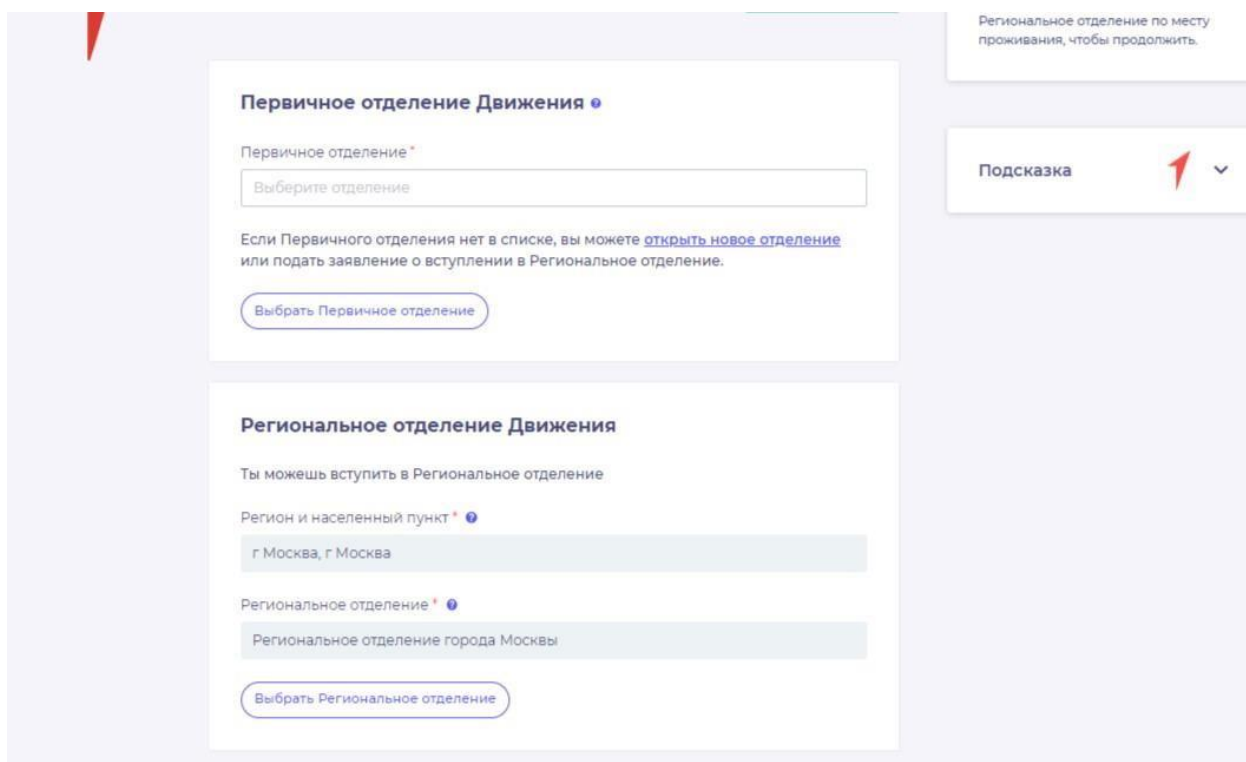 Региональное отделение по месту
проживания, чтобы продолжить.
Первичное отделение Движения
Первичное отделение *
Выберите отделение
Если Первичного отделения нет в списке, вы можете открыть новое отделение
или подать заявление о вступлении в Региональное отделение.
Выбрать Первичное отделение
Подсказка
Региональное отделение Движения
Ты можешь вступить в Региональное отделение
Регион и населенный пункт *
г Москва, г Москва
Региональное отделение *
Региональное отделение города Москвы
Выбрать Региональное отделение